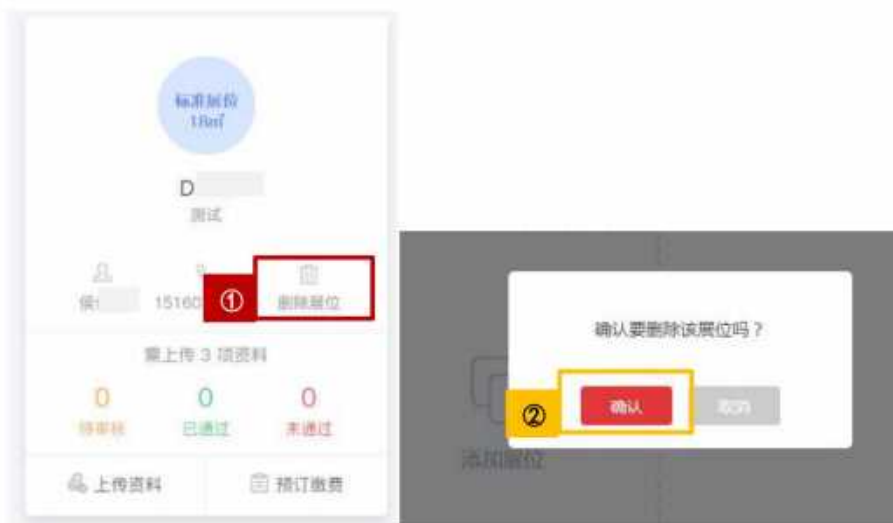 标准展位
18㎡
D
测试
侯
15160
①
删除展位
需上传 3 项资料
0
0
0
待审核
已通过
未通过
上传资料
预订缴费
确认要删除该展位吗？
②
确认
取消
添加展位